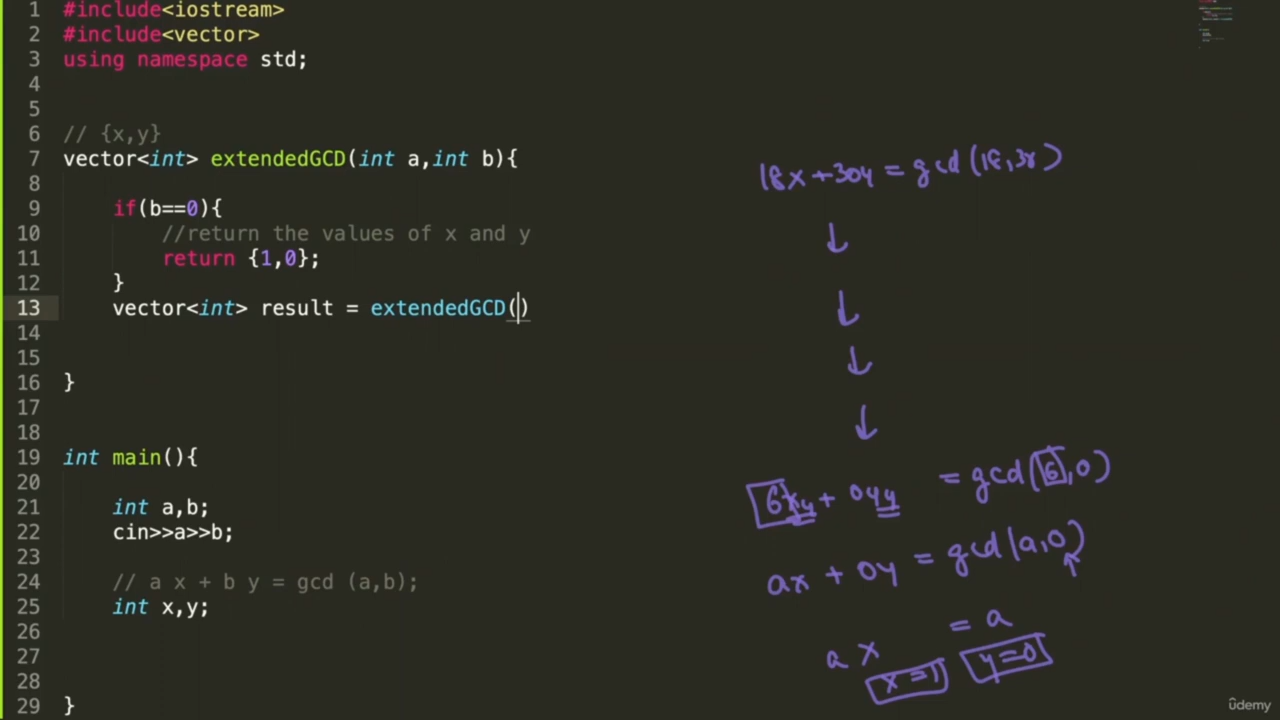 1 #include<iostream>
2 #include<vector>
3 using namespace std;
4
5
6 // {x,y}
7 vector<int> extendedGCD(int a,int b){
8
9 if(b==0){
10 //return the values of x and y
11 return {1,0};
12 }
13 vector<int> result = extendedGCD()
14
15
16 }
17
18
19 int main(){
20
21 int a,b;
22 cin>>a>>b;
23
24 // a x + b y = gcd (a,b);
25 int x,y;
26
27
28
29 }
18x + 30y = gcd(18,30)
= gcd(6,0)
ax + 0y = gcd(a,0)
a x = a
x=1 y=0
ûdemy